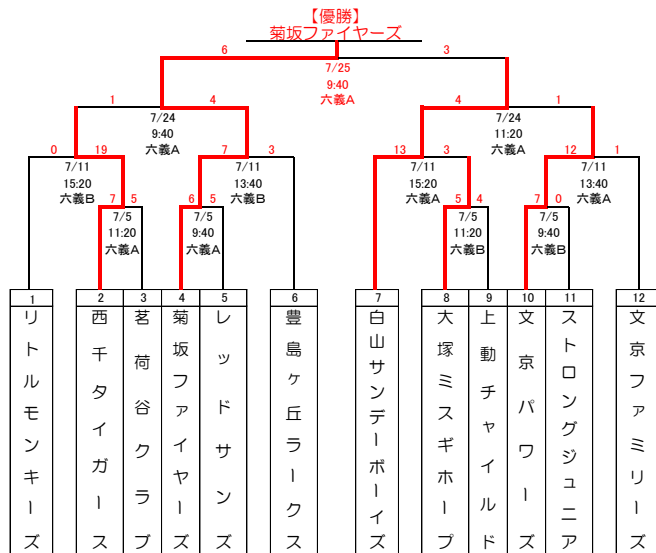 【優勝】
菊坂ファイヤーズ
6 3
7/25
9:40
六義A
1 4 4 1
7/24 7/24
9:40 11:20
六義A 六義A
0 19 7 3 13 3 12 1
7/11 7/11 7/11 7/11
15:20 13:40 15:20 13:40
六義B 六義B 六義A 六義A
7 5 6 5 5 4 7 0
7/5 7/5 7/5 7/5
11:20 9:40 11:20 9:40
六義A 六義A 六義B 六義B
1 2 3 4 5 6 7 8 9 10 11 12
リトルモンキーズ
西千タイガース
茗荷谷クラブ
菊坂ファイヤーズ
レッドサンズ
豊島ヶ丘ラークス
白山サンデーボーイズ
大塚ミスギホープ
上動チャイルド
文京パワーズ
ストロングジュニア
文京ファミリーズ